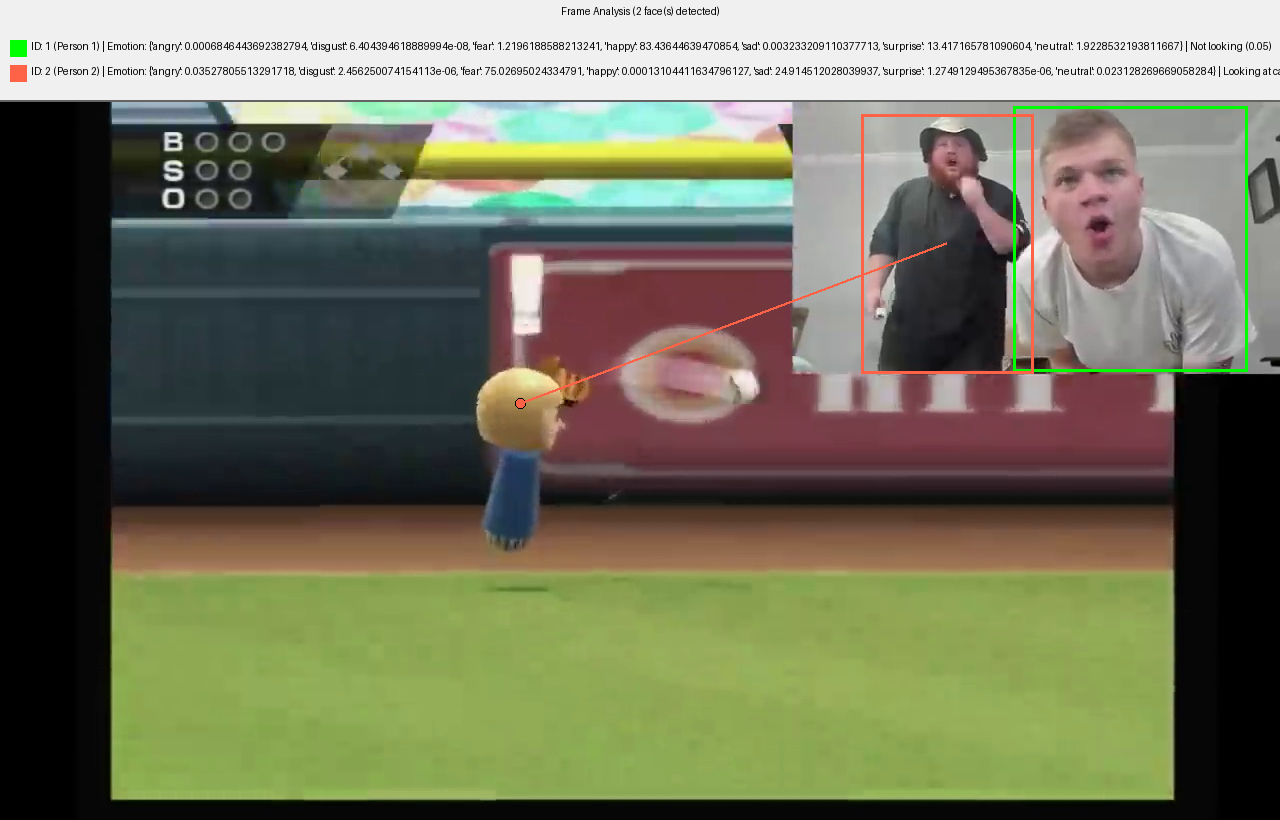 Frame Analysis (2 face(s) detected)
ID: 1 (Person 1) | Emotion: {'angry': 0.0006846443692382794, 'disgust': 6.404394618889994e-08, 'fear': 1.2196188588213241, 'happy': 83.43644639470854, 'sad': 0.003233209110377713, 'surprise': 13.417165781090604, 'neutral': 1.9228532193811667} | Not looking (0.05)
ID: 2 (Person 2) | Emotion: {'angry': 0.03527805513291718, 'disgust': 2.456250074154113e-06, 'fear': 75.02695024334791, 'happy': 0.00013104411634796127, 'sad': 24.914512028039937, 'surprise': 1.2749129495367835e-06, 'neutral': 0.023128269669058284} | Looking at ca
B
S
O